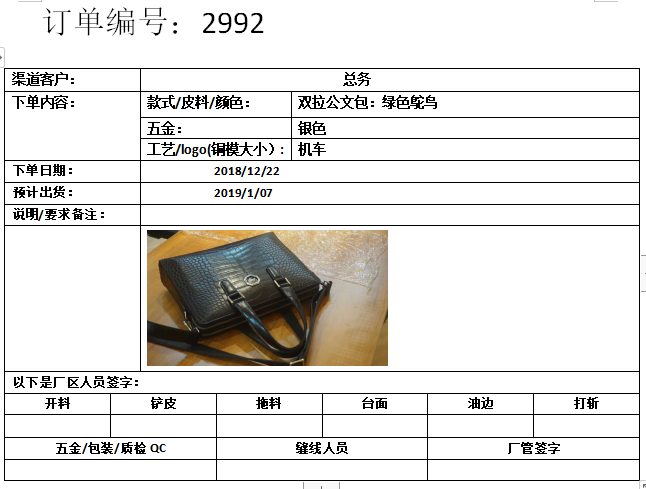 订单编号：2992
渠道客户： 总务
下单内容： 款式/皮料/颜色： 双拉公文包：绿色鸵鸟
五金： 银色
工艺/logo(铜模大小）: 机车
下单日期： 2018/12/22
预计出货： 2019/1/07
说明/要求备注：
以下是厂区人员签字：
开料 铲皮 拖料 台面 油边 打斩
五金/包装/质检 QC 缝线人员 厂管签字